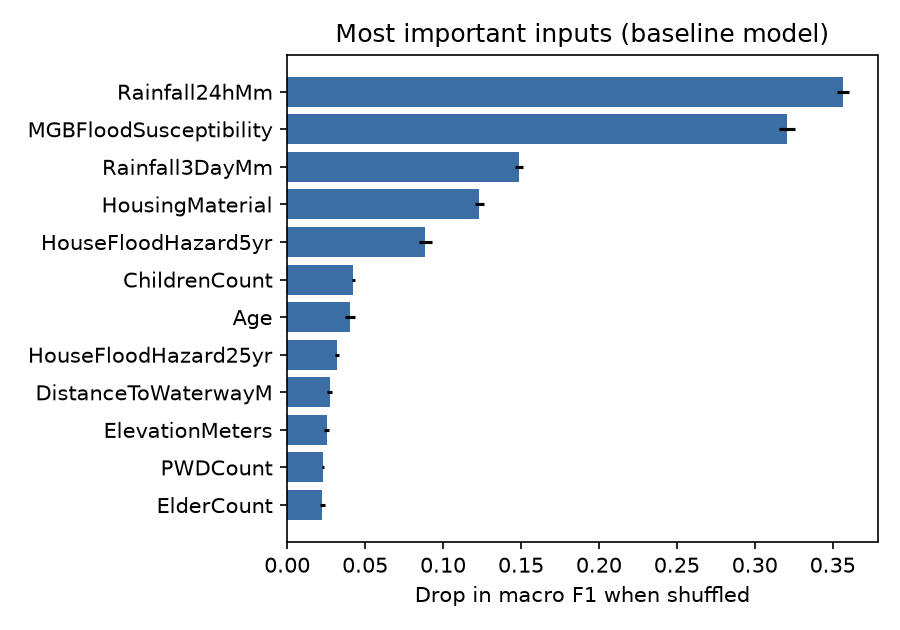 Most important inputs (baseline model)
Rainfall24hMm
MGBFloodSusceptibility
Rainfall3DayMm
HousingMaterial
HouseFloodHazard5yr
ChildrenCount
Age
HouseFloodHazard25yr
DistanceToWaterwayM
ElevationMeters
PWDCount
ElderCount
0.00 0.05 0.10 0.15 0.20 0.25 0.30 0.35
Drop in macro F1 when shuffled